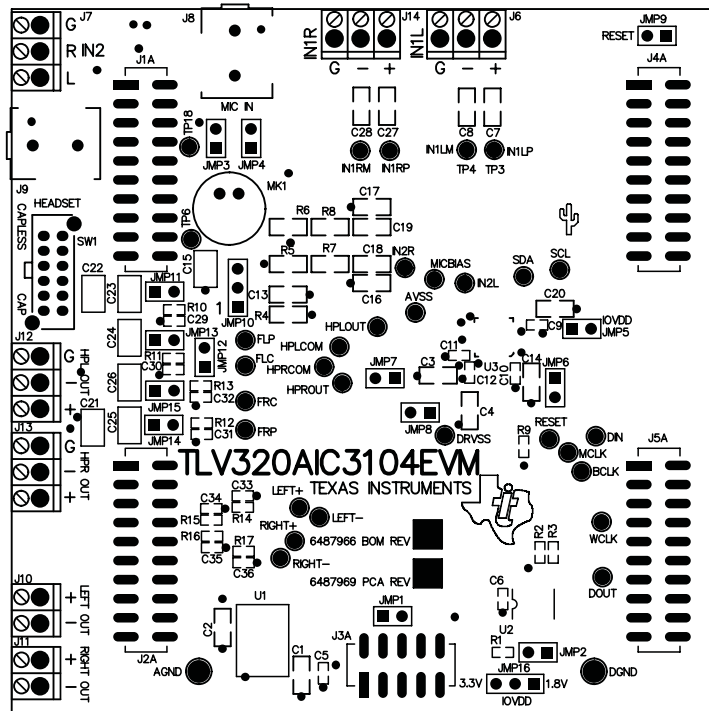 J7
G
R IN2
L
J8
MIC IN
IN1R
J14
G
−
+
IN1L
J6
G
−
+
RESET
JMP9
J1A
J4A
TP18
JMP3
JMP4
C28
C27
IN1RM
IN1RP
C8
C7
IN1LM
TP4
TP3
IN1LP
J9
HEADSET
CAPLESS
SW1
CAP
MK1
TP6
C17
R6
R8
C19
R5
R7
C18
C16
C15
C13
R4
1
JMP10
IN2R
MICBIAS
IN2L
AVSS
SDA
SCL
C20
C9
IOVDD
JMP5
C22
C23
JMP11
R10
C29
C24
JMP13
R11
C30
JMP12
C26
R13
C32
JMP15
C21
C25
R12
C31
JMP14
FLP
FLC
FRC
FRP
HPLOUT
HPLCOM
HPRCOM
HPROUT
JMP7
C3
C11
U3
C12
C10
C14
JMP6
JMP8
C4
DRVSS
R9
RESET
DIN
MCLK
BCLK
J12
G
−
+
HPL OUT
J13
G
−
+
HPR OUT
TLV320AIC3104EVM
TEXAS INSTRUMENTS
J5A
C34
C33
R15
R14
R16
R17
C35
C36
LEFT+
LEFT−
RIGHT+
RIGHT−
6487966 BOM REV
6487969 PCA REV
R2
R3
WCLK
DOUT
J10
+
−
LEFT OUT
J11
+
−
RIGHT OUT
J2A
AGND
C2
U1
C1
C5
JMP1
J3A
C6
U2
R1
JMP2
JMP16
3.3V
1.8V
IOVDD
DGND